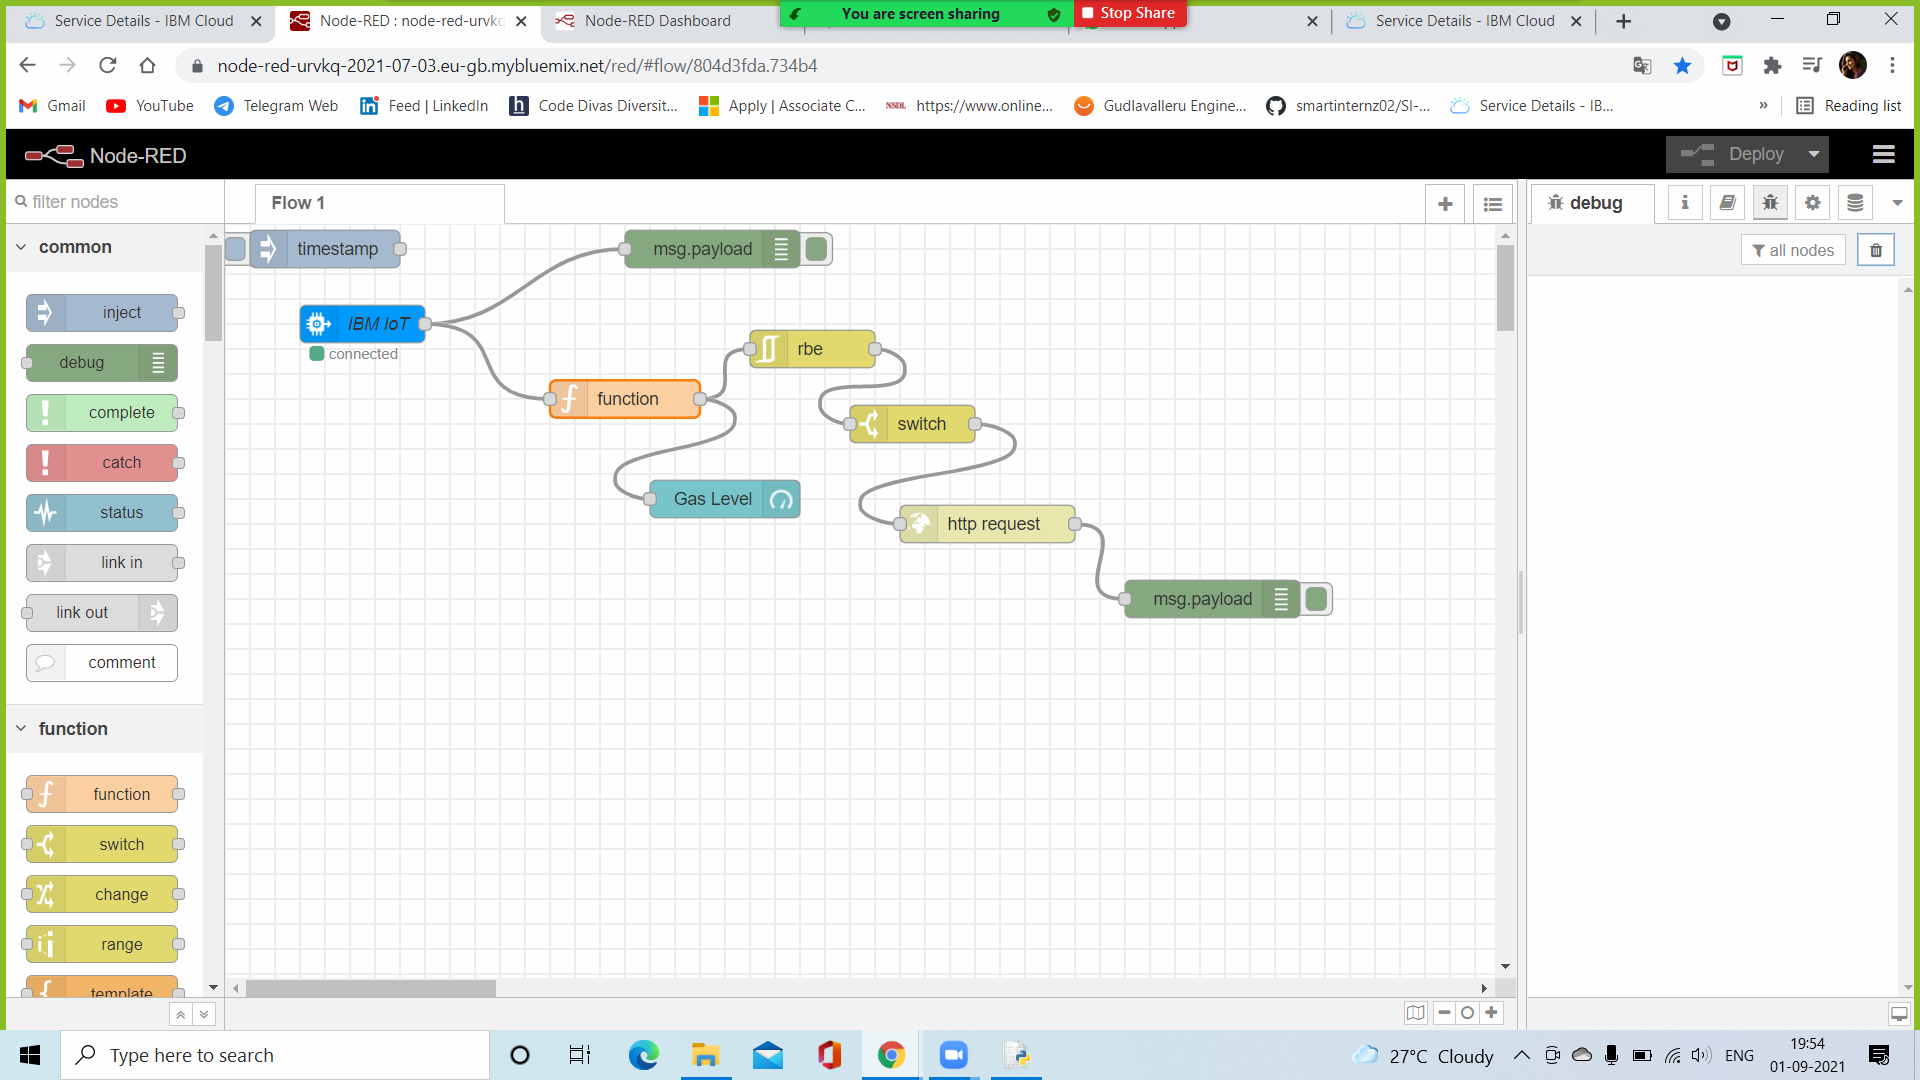 Service Details - IBM Cloud
Node-RED : node-red-urvkq
Node-RED Dashboard
You are screen sharing
Stop Share
Service Details - IBM Cloud
node-red-urvkq-2021-07-03.eu-gb.mybluemix.net/red/#flow/804d3fda.734b4
Gmail
YouTube
Telegram Web
Feed | LinkedIn
Code Divas Diversit...
Apply | Associate C...
NSDL
https://www.online...
Gudlavalleru Engine...
smartinternz02/SI-...
Service Details - IB...
»
Reading list
Node-RED
Deploy
filter nodes
Flow 1
debug
all nodes
common
inject
debug
complete
catch
status
link in
link out
comment
function
function
switch
change
range
template
timestamp
msg.payload
IBM IoT
connected
rbe
function
switch
Gas Level
http request
msg.payload
Type here to search
27°C Cloudy
ENG
19:54
01-09-2021